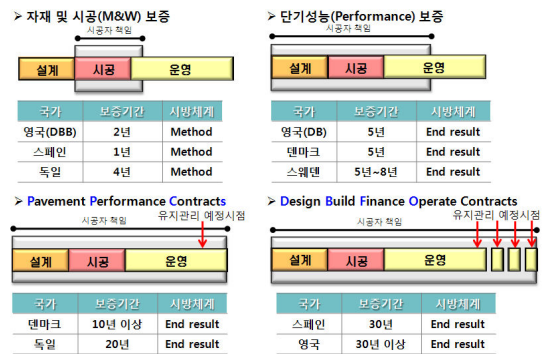 ➤ 자재 및 시공(M&W) 보증
시공자 책임
설계 시공 운영
국가 보증기간 시방체계
영국(DBB) 2년 Method
스페인 1년 Method
독일 4년 Method
➤ 단기성능(Performance) 보증
시공자 책임
설계 시공 운영
국가 보증기간 시방체계
영국(DB) 5년 End result
덴마크 5년 End result
스웨덴 5년~8년 End result
➤ Pavement Performance Contracts
시공자 책임
유지관리 예정시점
설계 시공 운영
국가 보증기간 시방체계
덴마크 10년 이상 End result
독일 20년 End result
➤ Design Build Finance Operate Contracts
시공자 책임
유지관리 예정시점
설계 시공 운영
국가 보증기간 시방체계
스페인 30년 End result
영국 30년 이상 End result